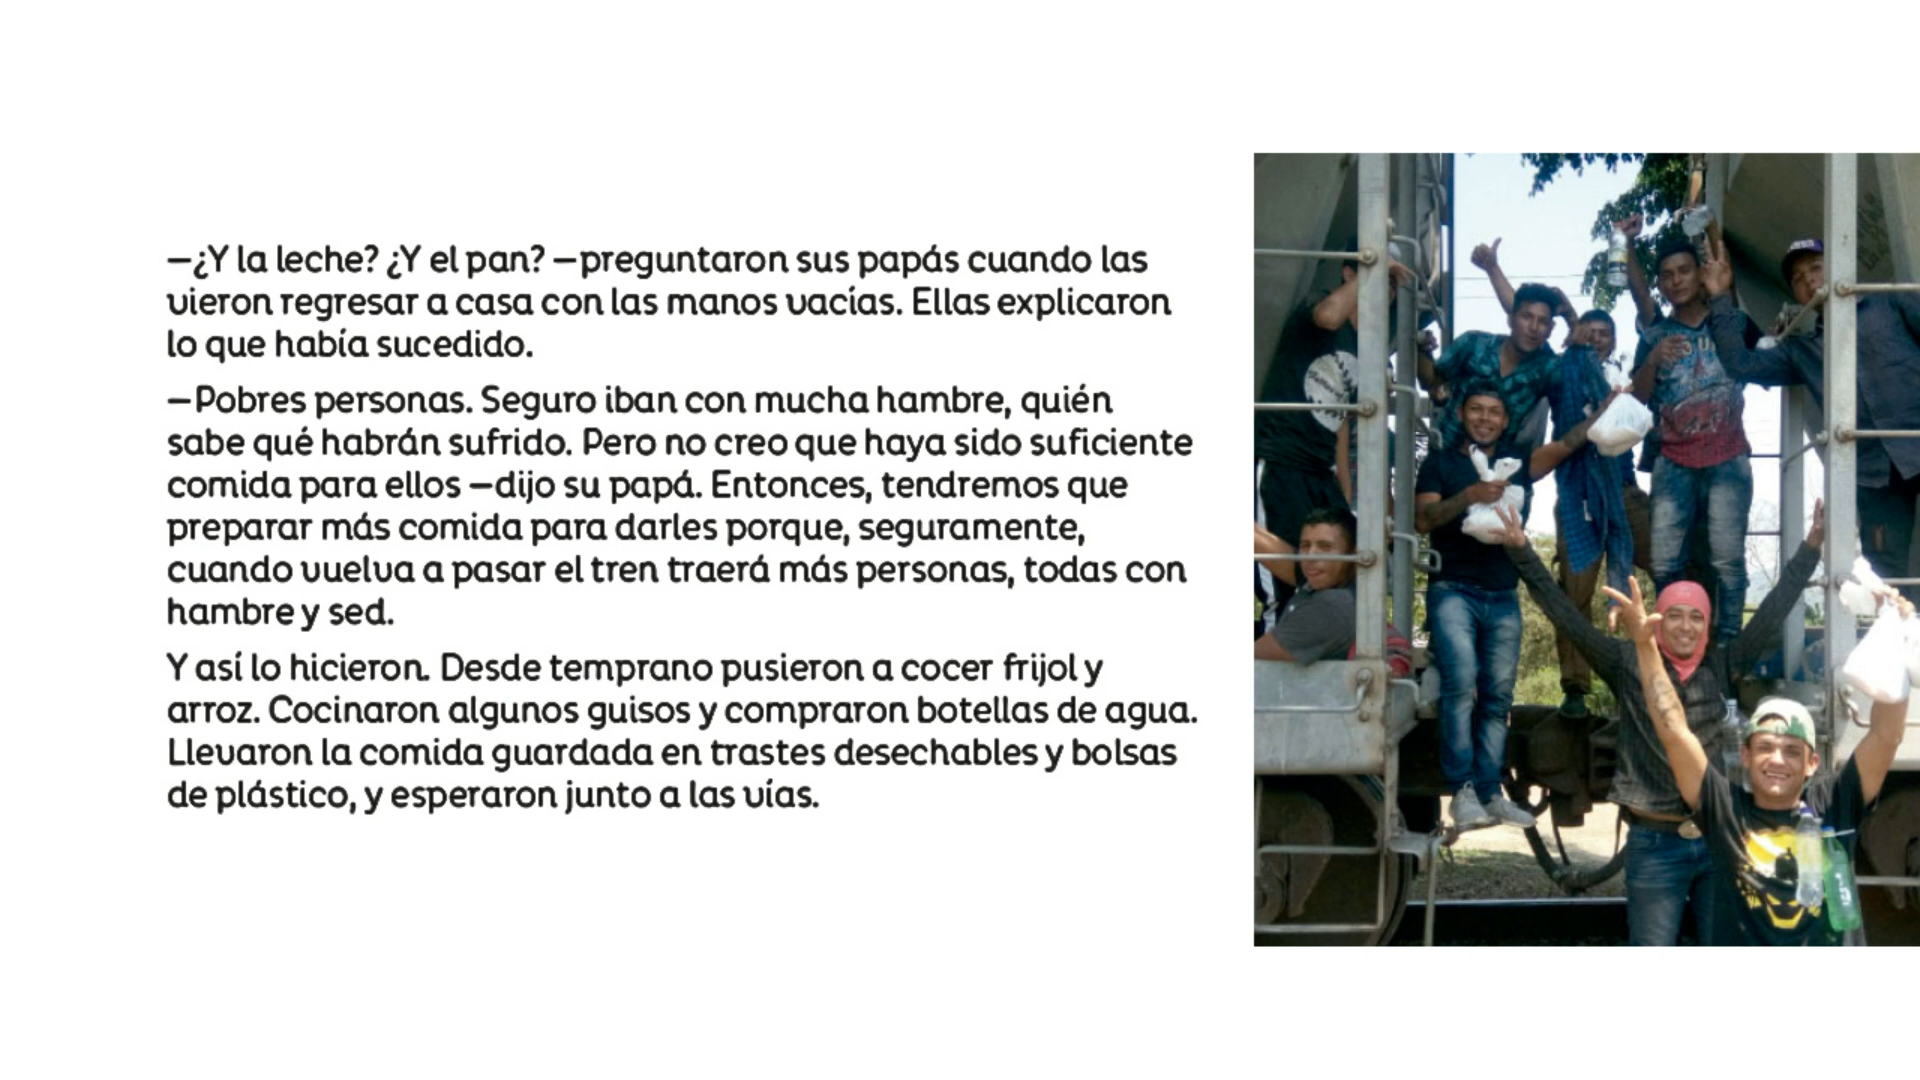 —¿Y la leche? ¿Y el pan? —preguntaron sus papás cuando las
vieron regresar a casa con las manos vacías. Ellas explicaron
lo que había sucedido.
—Pobres personas. Seguro iban con mucha hambre, quién
sabe qué habrán sufrido. Pero no creo que haya sido suficiente
comida para ellos —dijo su papá. Entonces, tendremos que
preparar más comida para darles porque, seguramente,
cuando vuelva a pasar el tren traerá más personas, todas con
hambre y sed.
Y así lo hicieron. Desde temprano pusieron a cocer frijol y
arroz. Cocinaron algunos guisos y compraron botellas de agua.
Llevaron la comida guardada en trastes desechables y bolsas
de plástico, y esperaron junto a las vías.